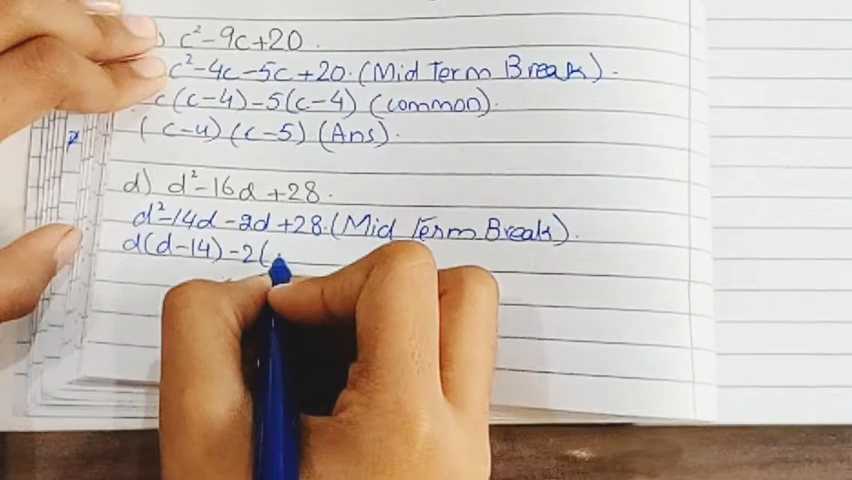 ) c²-9c+20.
c²-4c-5c+20.(Mid Term Break).
c(c-4)-5(c-4) (common).
(c-4)(c-5) (Ans).
d) d²-16d+28.
d²-14d-2d+28.(Mid Term Break).
d(d-14)-2(